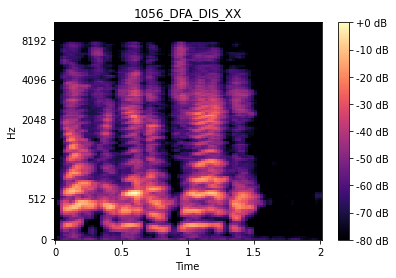 1056_DFA_DIS_XX
Hz
8192
4096
2048
1024
512
0
0
0.5
1
1.5
2
Time
+0 dB
-10 dB
-20 dB
-30 dB
-40 dB
-50 dB
-60 dB
-70 dB
-80 dB